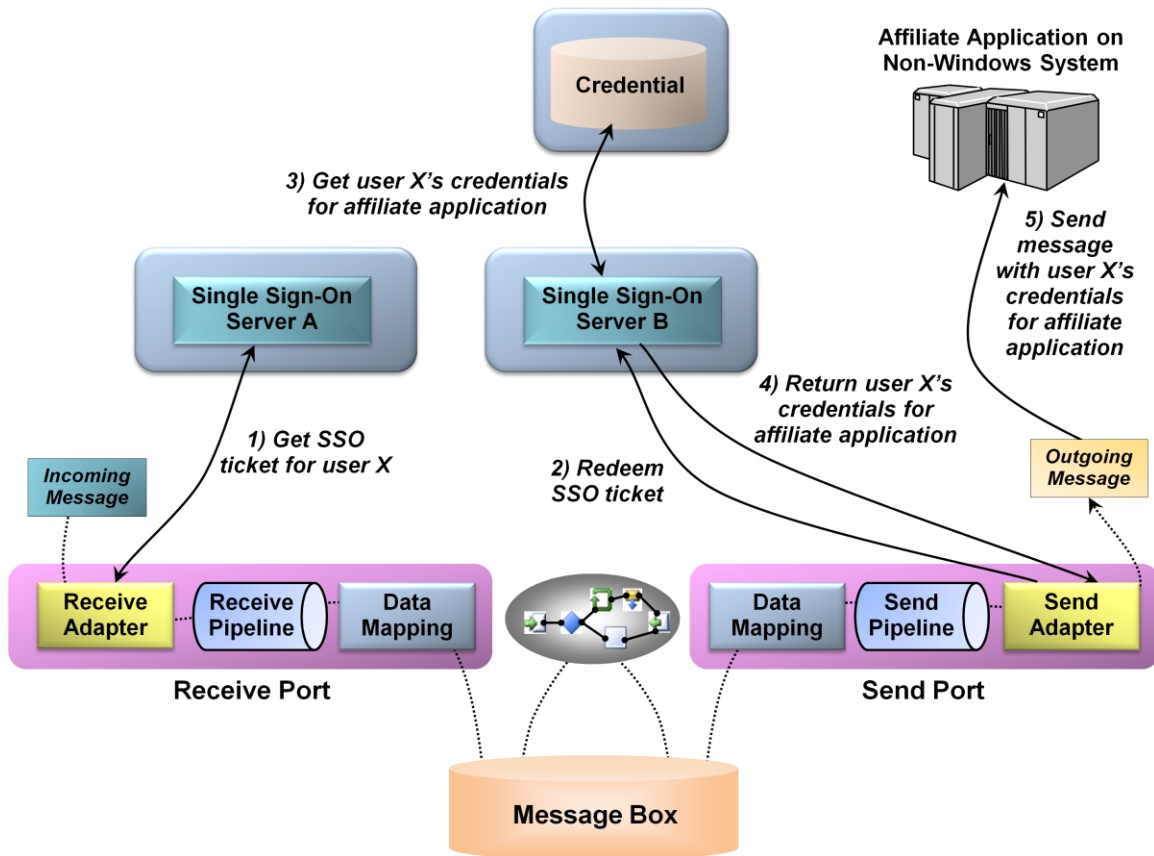 Credential
Affiliate Application on
Non-Windows System
3) Get user X's credentials
for affiliate application
5) Send
message
with user X's
credentials
for affiliate
application
Single Sign-On
Server A
Single Sign-On
Server B
1) Get SSO
ticket for user X
4) Return user X's
credentials for
affiliate application
2) Redeem
SSO ticket
Incoming
Message
Outgoing
Message
Receive
Adapter
Receive
Pipeline
Data
Mapping
Data
Mapping
Send
Pipeline
Send
Adapter
Receive Port
Send Port
Message Box